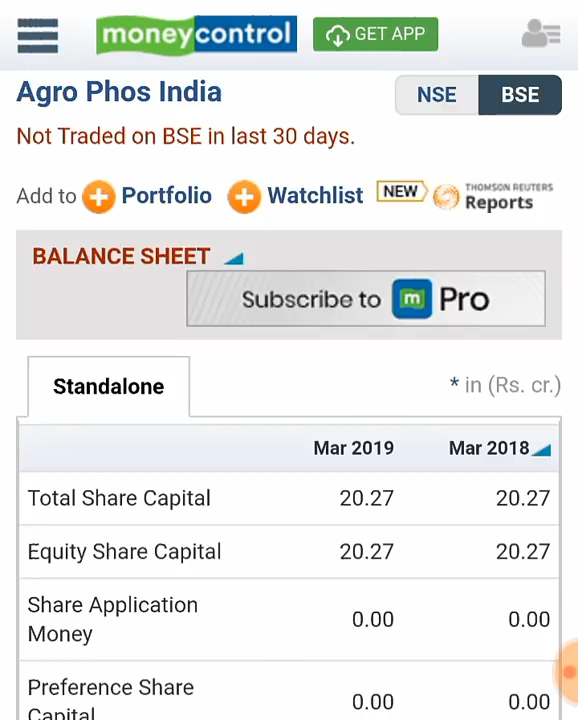 moneycontrol GET APP
Agro Phos India NSE BSE
Not Traded on BSE in last 30 days.
Add to Portfolio Watchlist NEW THOMSON REUTERS
Reports
BALANCE SHEET
Subscribe to m Pro
Standalone * in (Rs. cr.)
Mar 2019 Mar 2018
Total Share Capital 20.27 20.27
Equity Share Capital 20.27 20.27
Share Application
Money 0.00 0.00
Preference Share
Capital 0.00 0.00